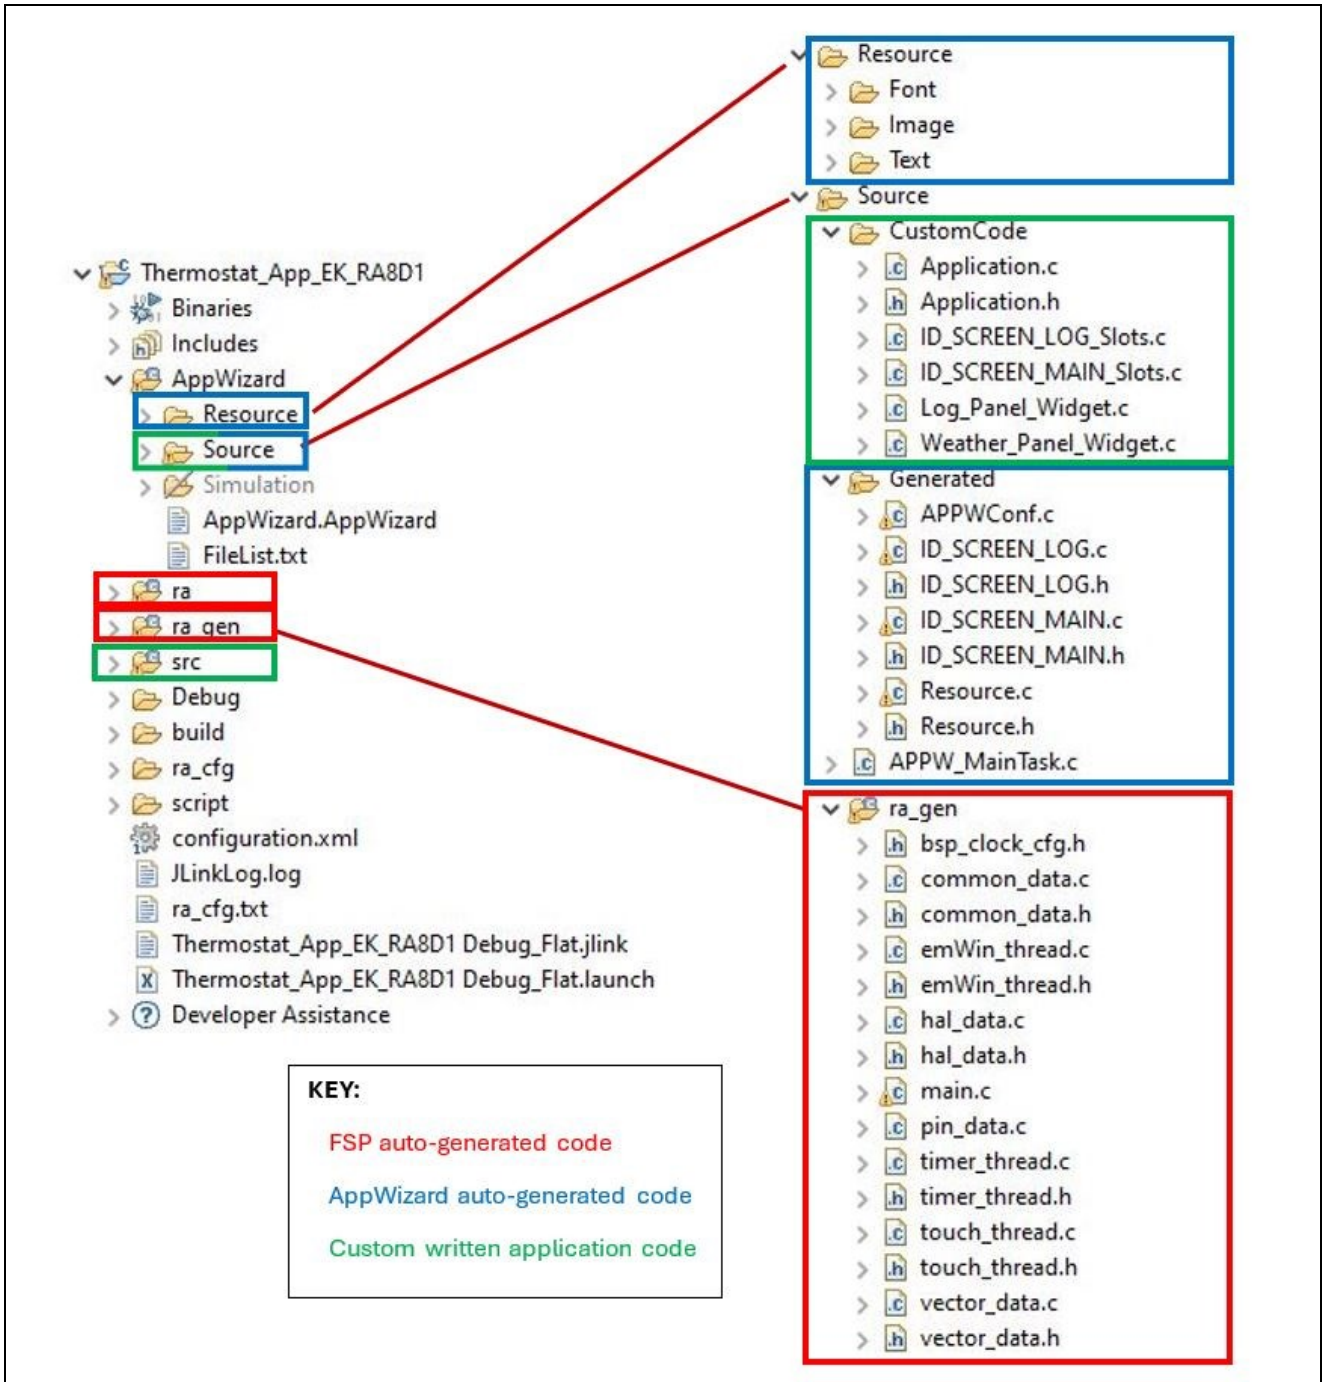 Thermostat_App_EK_RA8D1
Binaries
Includes
AppWizard
Resource
Source
Simulation
AppWizard.AppWizard
FileList.txt
ra
ra_gen
src
Debug
build
ra_cfg
script
configuration.xml
JLinkLog.log
ra_cfg.txt
Thermostat_App_EK_RA8D1 Debug_Flat.jlink
Thermostat_App_EK_RA8D1 Debug_Flat.launch
Developer Assistance
KEY:
FSP auto-generated code
AppWizard auto-generated code
Custom written application code
Resource
Font
Image
Text
Source
CustomCode
Application.c
Application.h
ID_SCREEN_LOG_Slots.c
ID_SCREEN_MAIN_Slots.c
Log_Panel_Widget.c
Weather_Panel_Widget.c
Generated
APPWConf.c
ID_SCREEN_LOG.c
ID_SCREEN_LOG.h
ID_SCREEN_MAIN.c
ID_SCREEN_MAIN.h
Resource.c
Resource.h
APPW_MainTask.c
ra_gen
bsp_clock_cfg.h
common_data.c
common_data.h
emWin_thread.c
emWin_thread.h
hal_data.c
hal_data.h
main.c
pin_data.c
timer_thread.c
timer_thread.h
touch_thread.c
touch_thread.h
vector_data.c
vector_data.h